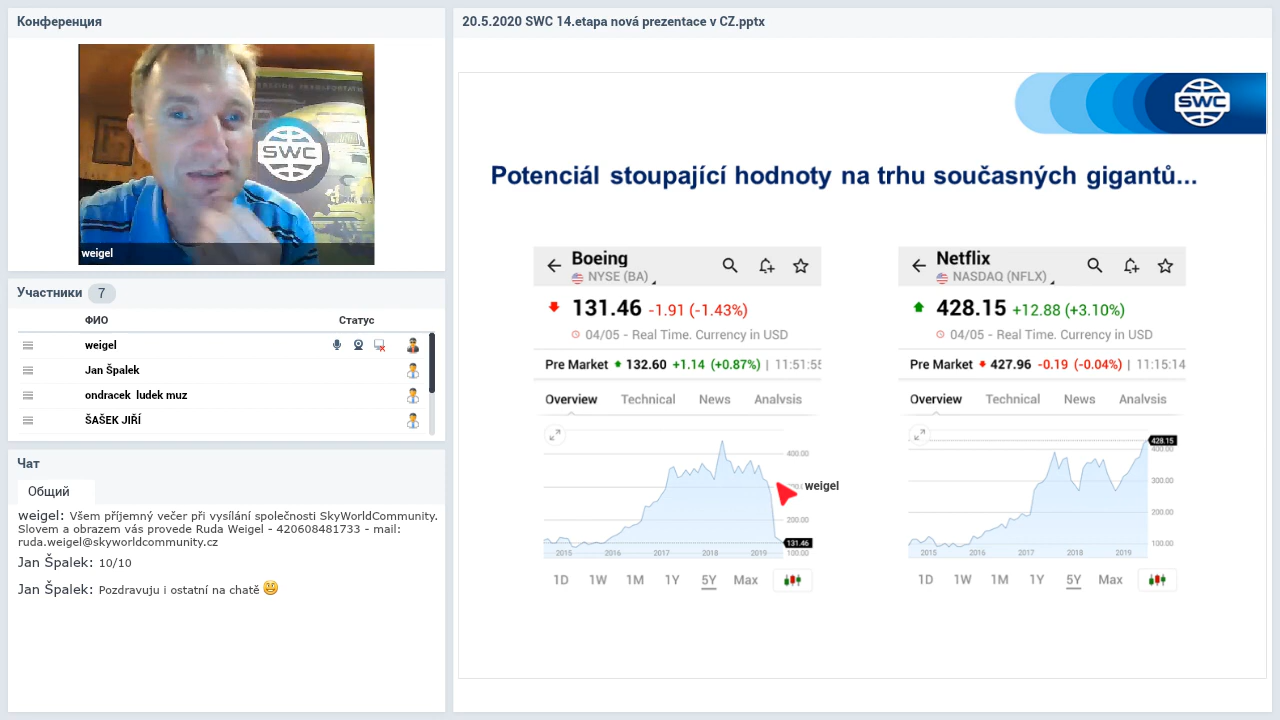 Конференция
SWC
weigel
Участники 7
ФИО Статус
weigel
Jan Špalek
ondracek ludek muz
ŠAŠEK JIŘÍ
Чат
Общий
weigel: Všem příjemný večer při vysílání společnosti SkyWorldCommunity.
Slovem a obrazem vás provede Ruda Weigel - 420608481733 - mail:
ruda.weigel@skyworldcommunity.cz
Jan Špalek: 10/10
Jan Špalek: Pozdravuju i ostatní na chatě
20.5.2020 SWC 14.etapa nová prezentace v CZ.pptx
SWC
Potenciál stoupající hodnoty na trhu současných gigantů...
Boeing
NYSE (BA)
131.46 -1.91 (-1.43%)
04/05 - Real Time. Currency in USD
Pre Market 132.60 +1.14 (+0.87%) | 11:51:55
Overview Technical News Analysis
400.00
300.00
weigel
200.00
131.46
100.00
2015 2016 2017 2018 2019
1D 1W 1M 1Y 5Y Max
Netflix
NASDAQ (NFLX)
428.15 +12.88 (+3.10%)
04/05 - Real Time. Currency in USD
Pre Market 427.96 -0.19 (-0.04%) | 11:15:14
Overview Technical News Analysis
428.15
400.00
300.00
200.00
100.00
2015 2016 2017 2018 2019
1D 1W 1M 1Y 5Y Max